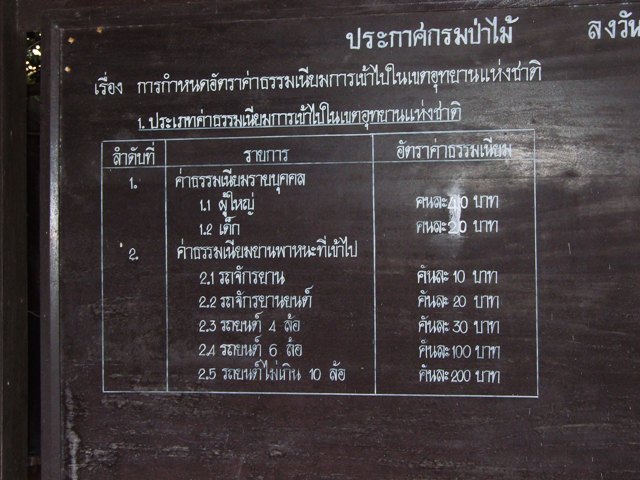 ประกาศกรมป่าไม้ ลงวัน
เรื่อง การกำหนดอัตราค่าธรรมเนียมการเข้าไปในเขตอุทยานแห่งชาติ
1. ประเภทค่าธรรมเนียมการเข้าไปในเขตอุทยานแห่งชาติ
ลำดับที่ รายการ อัตราค่าธรรมเนียม
1. ค่าธรรมเนียมรายบุคคล
1.1 ผู้ใหญ่ คนละ 40 บาท
1.2 เด็ก คนละ 20 บาท
2. ค่าธรรมเนียมยานพาหนะที่เข้าไป
2.1 รถจักรยาน คันละ 10 บาท
2.2 รถจักรยานยนต์ คันละ 20 บาท
2.3 รถยนต์ 4 ล้อ คันละ 30 บาท
2.4 รถยนต์ 6 ล้อ คันละ 100 บาท
2.5 รถยนต์ไม่เกิน 10 ล้อ คันละ 200 บาท